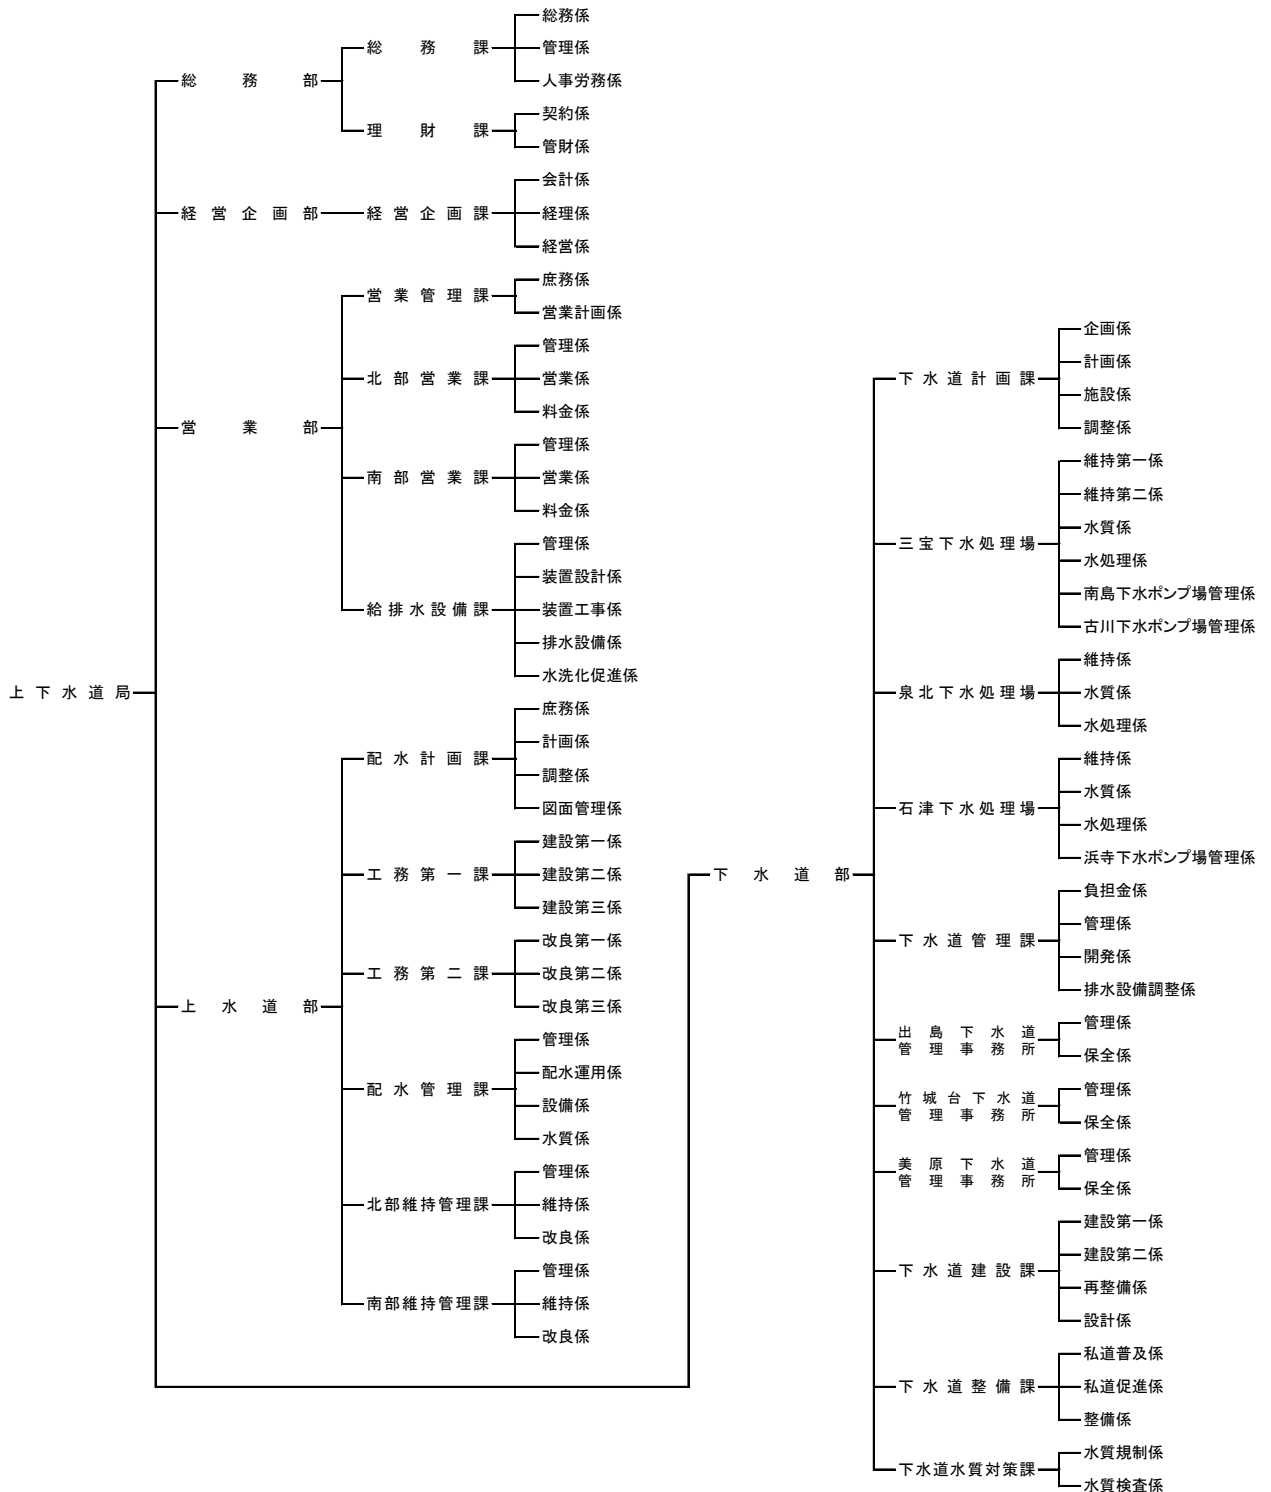 上下水道局
総務部
総務課
総務係
管理係
人事労務係
理財課
契約係
管財係
経営企画部
経営企画課
会計係
経理係
経営係
営業部
営業管理課
庶務係
営業計画係
北部営業課
管理係
営業係
料金係
南部営業課
管理係
営業係
料金係
給排水設備課
管理係
装置設計係
装置工事係
排水設備係
水洗化促進係
上水道部
配水計画課
庶務係
計画係
調整係
図面管理係
工務第一課
建設第一係
建設第二係
建設第三係
工務第二課
改良第一係
改良第二係
改良第三係
配水管理課
管理係
配水運用係
設備係
水質係
北部維持管理課
管理係
維持係
改良係
南部維持管理課
管理係
維持係
改良係
下水道部
下水道計画課
企画係
計画係
施設係
調整係
三宝下水処理場
維持第一係
維持第二係
水質係
水処理係
南島下水ポンプ場管理係
古川下水ポンプ場管理係
泉北下水処理場
維持係
水質係
水処理係
石津下水処理場
維持係
水質係
水処理係
浜寺下水ポンプ場管理係
下水道管理課
負担金係
管理係
開発係
排水設備調整係
出島下水道
管理事務所
管理係
保全係
竹城台下水道
管理事務所
管理係
保全係
美原下水道
管理事務所
管理係
保全係
下水道建設課
建設第一係
建設第二係
再整備係
設計係
下水道整備課
私道普及係
私道促進係
整備係
下水道水質対策課
水質規制係
水質検査係